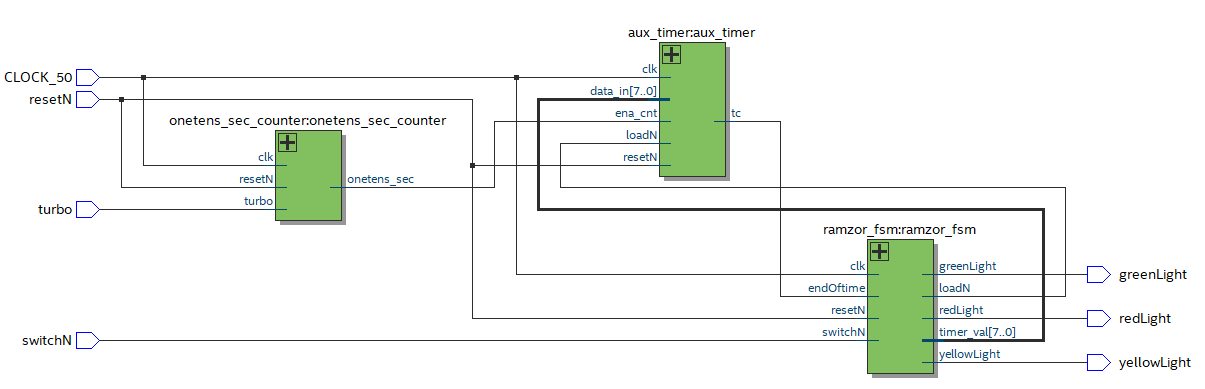 aux_timer:aux_timer
CLOCK_50
clk
resetN
data_in[7..0]
onetens_sec_counter:onetens_sec_counter
ena_cnt
tc
loadN
clk
resetN
resetN
onetens_sec
turbo
turbo
ramzor_fsm:ramzor_fsm
clk
greenLight
greenLight
endOftime
loadN
resetN
redLight
redLight
switchN
switchN
timer_val[7..0]
yellowLight
yellowLight